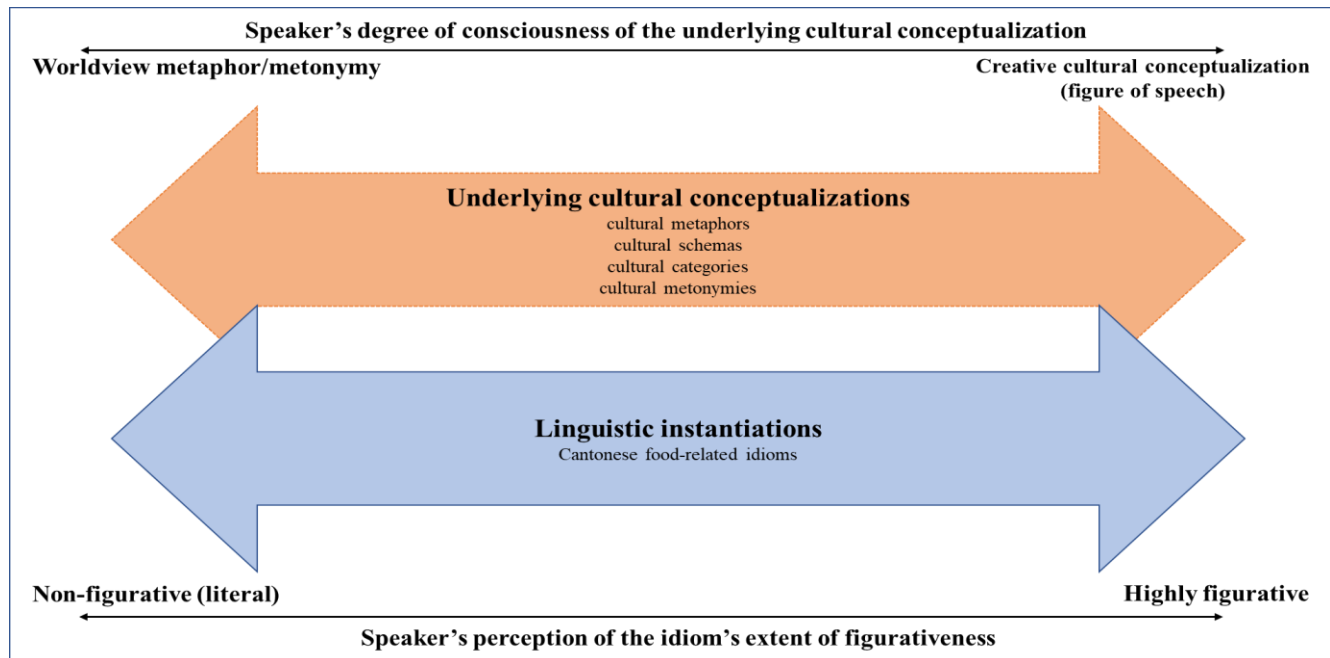 Speaker’s degree of consciousness of the underlying cultural conceptualization
Worldview metaphor/metonymy
Creative cultural conceptualization
(figure of speech)
Underlying cultural conceptualizations
cultural metaphors
cultural schemas
cultural categories
cultural metonymies
Linguistic instantiations
Cantonese food-related idioms
Non-figurative (literal)
Highly figurative
Speaker’s perception of the idiom’s extent of figurativeness